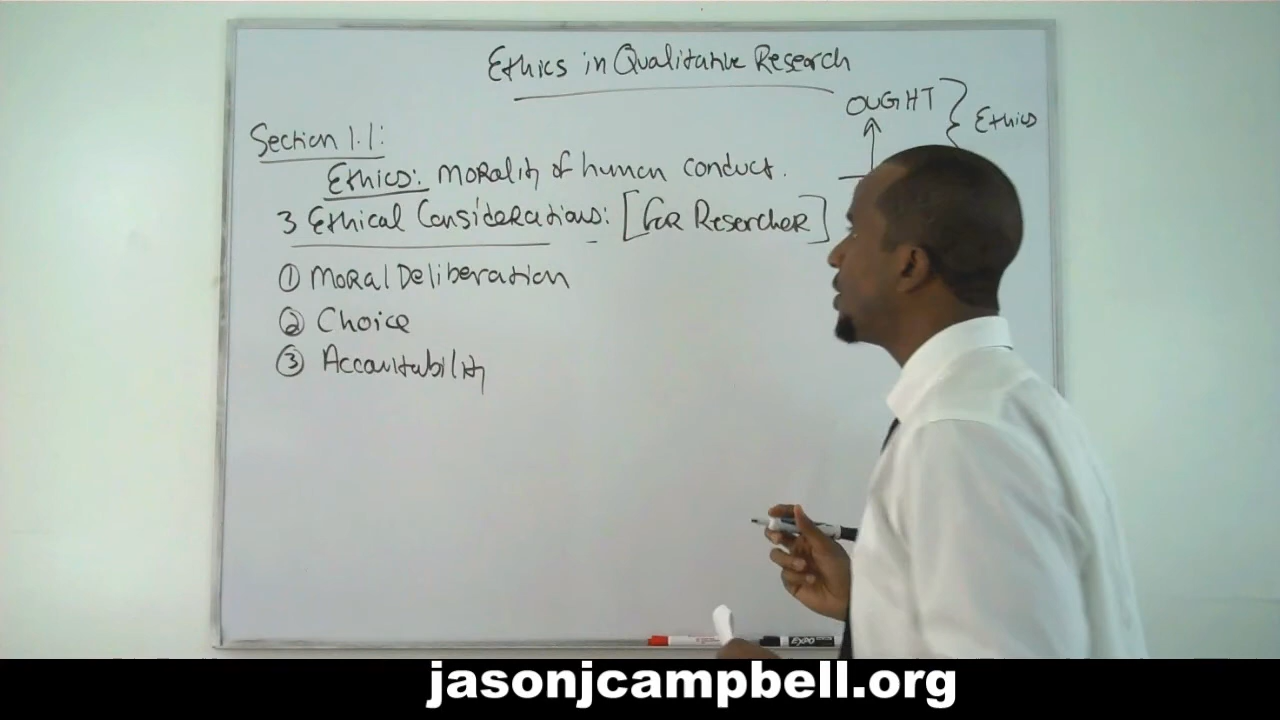 Ethics in Qualitative Research
OUGHT
Ethics
Section 1.1:
Ethics: morality of human conduct.
3 Ethical Considerations: [For Researcher]
① Moral Deliberation
② Choice
③ Accountability
EXPO
jasonjcampbell.org